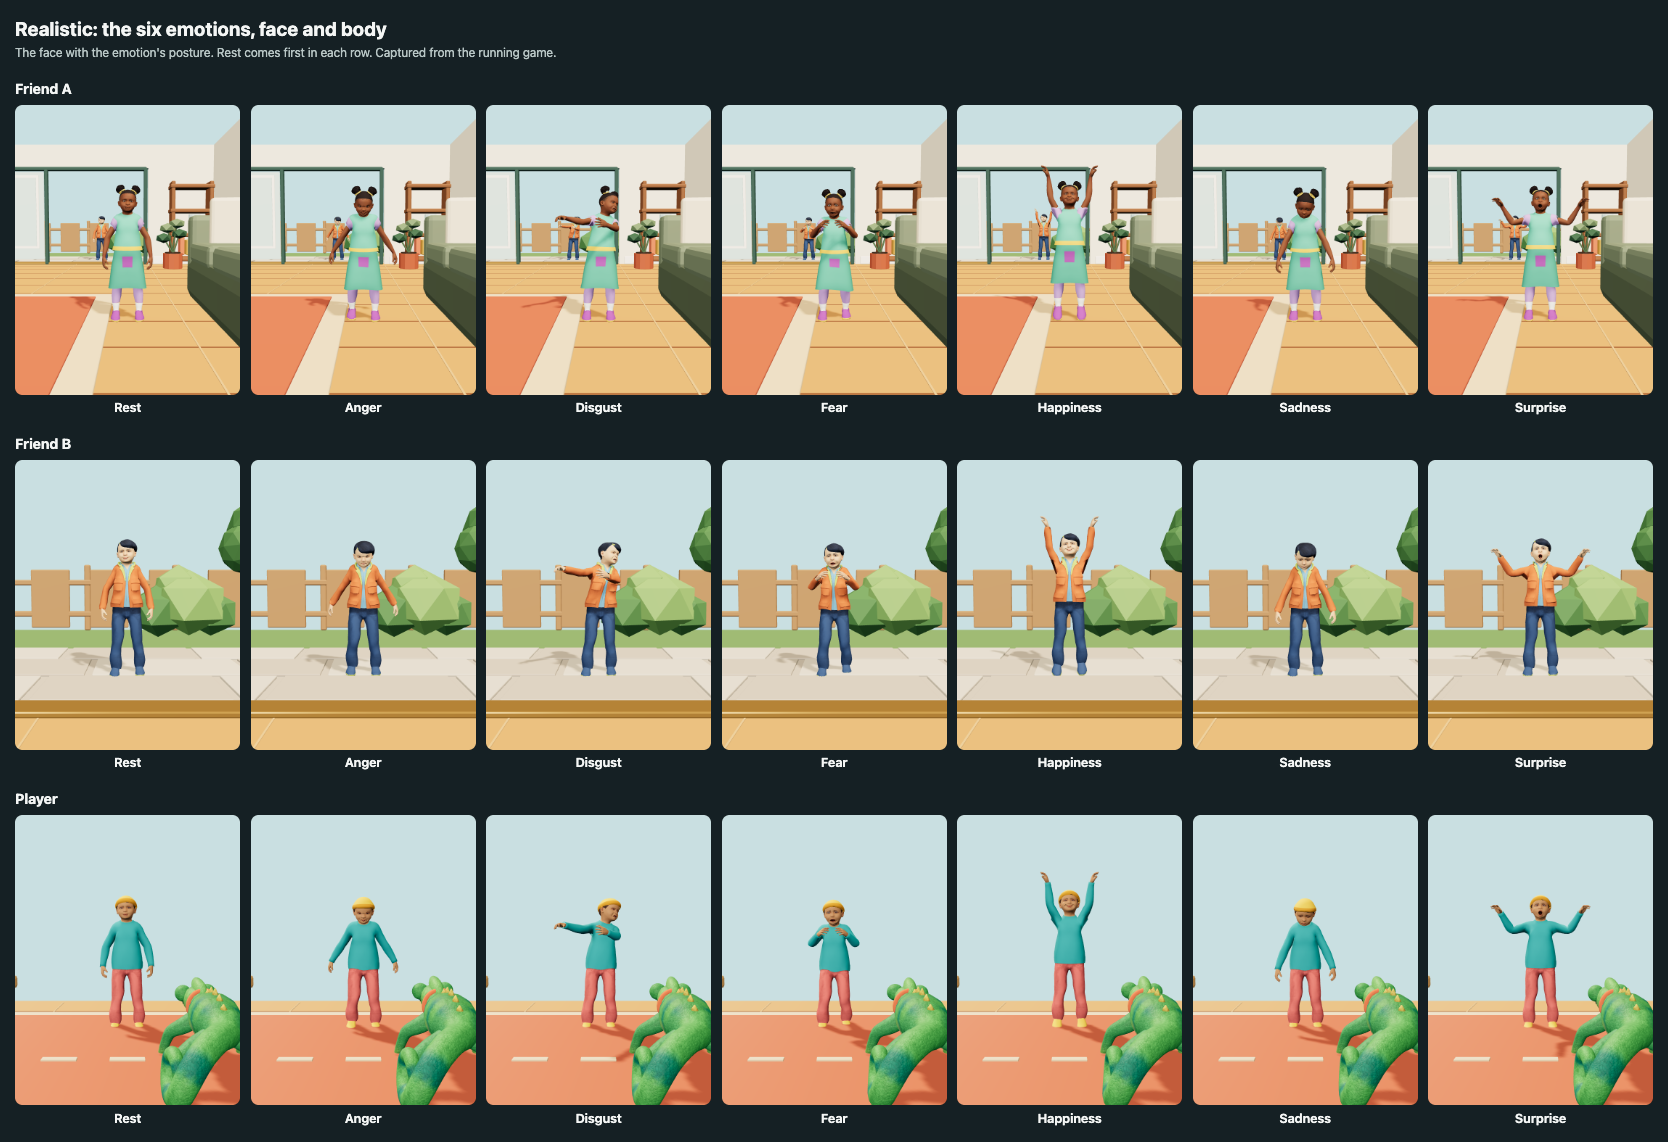 Realistic: the six emotions, face and body
The face with the emotion's posture. Rest comes first in each row. Captured from the running game.
Friend A
Rest
Anger
Disgust
Fear
Happiness
Sadness
Surprise
Friend B
Rest
Anger
Disgust
Fear
Happiness
Sadness
Surprise
Player
Rest
Anger
Disgust
Fear
Happiness
Sadness
Surprise